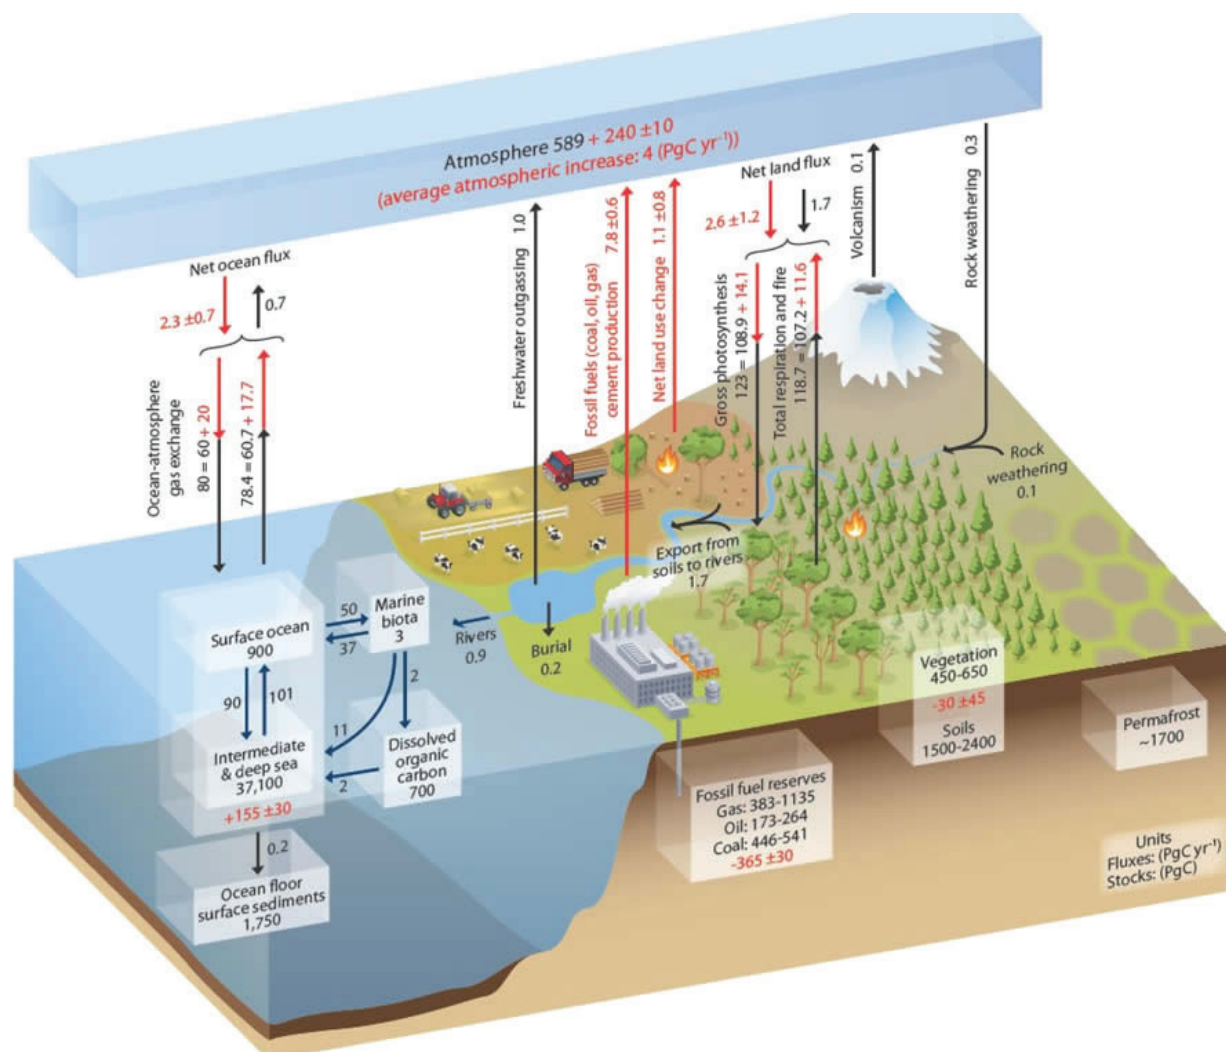 Atmosphere 589 + 240 ±10
(average atmospheric increase: 4 (PgC yr⁻¹))
Net ocean flux
2.3 ±0.7
0.7
Ocean-atmosphere
gas exchange
80 = 60 + 20
78.4 = 60.7 + 17.7
Freshwater outgassing 1.0
Fossil fuels (coal, oil, gas)
cement production 7.8 ±0.6
Net land use change 1.1 ±0.8
Net land flux
2.6 ±1.2
1.7
Gross photosynthesis
123 = 108.9 + 14.1
Total respiration and fire
118.7 = 107.2 + 11.6
Volcanism 0.1
Rock weathering 0.3
Rock
weathering
0.1
Export from
soils to rivers
1.7
Surface ocean
900
50
37
Marine
biota
3
Rivers
0.9
Burial
0.2
90
101
11
2
Intermediate
& deep sea
37,100
+155 ±30
2
Dissolved
organic
carbon
700
0.2
Ocean floor
surface sediments
1,750
Vegetation
450-650
-30 ±45
Soils
1500-2400
Permafrost
~1700
Fossil fuel reserves
Gas: 383-1135
Oil: 173-264
Coal: 446-541
-365 ±30
Units
Fluxes: (PgC yr⁻¹)
Stocks: (PgC)